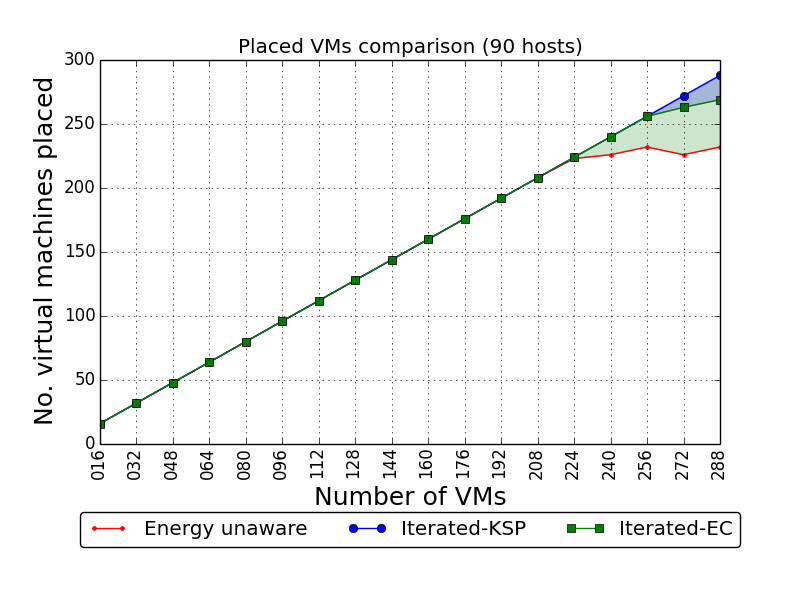 Placed VMs comparison (90 hosts)
No. virtual machines placed
300
250
200
150
100
50
0
016 032 048 064 080 096 112 128 144 160 176 192 208 224 240 256 272 288
Number of VMs
Energy unaware Iterated-KSP Iterated-EC